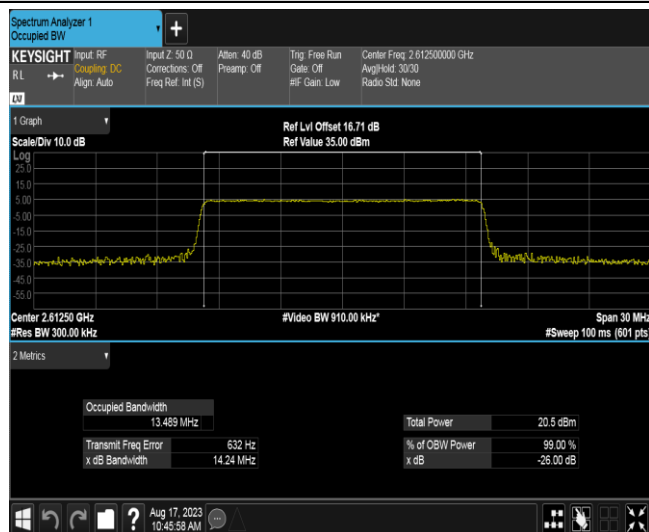 Spectrum Analyzer 1
Occupied BW
+
KEYSIGHT Input: RF Input Z: 50 Ω Atten: 40 dB Trig: Free Run Center Freq: 2.612500000 GHz
RL Coupling: DC Corrections: Off Preamp: Off Gate: Off Avg|Hold: 30/30
Align: Auto Freq Ref: Int (S) #IF Gain: Low Radio Std: None
LXI
1 Graph
Ref Lvl Offset 16.71 dB
Scale/Div 10.0 dB Ref Value 35.00 dBm
Log
25.0
15.0
5.00
-5.00
-15.0
-25.0
-35.0
-45.0
-55.0
Center 2.61250 GHz #Video BW 910.00 kHz* Span 30 MHz
#Res BW 300.00 kHz #Sweep 100 ms (601 pts)
2 Metrics
Occupied Bandwidth
13.489 MHz Total Power 20.5 dBm
Transmit Freq Error 632 Hz % of OBW Power 99.00 %
x dB Bandwidth 14.24 MHz x dB -26.00 dB
? Aug 17, 2023
10:45:58 AM